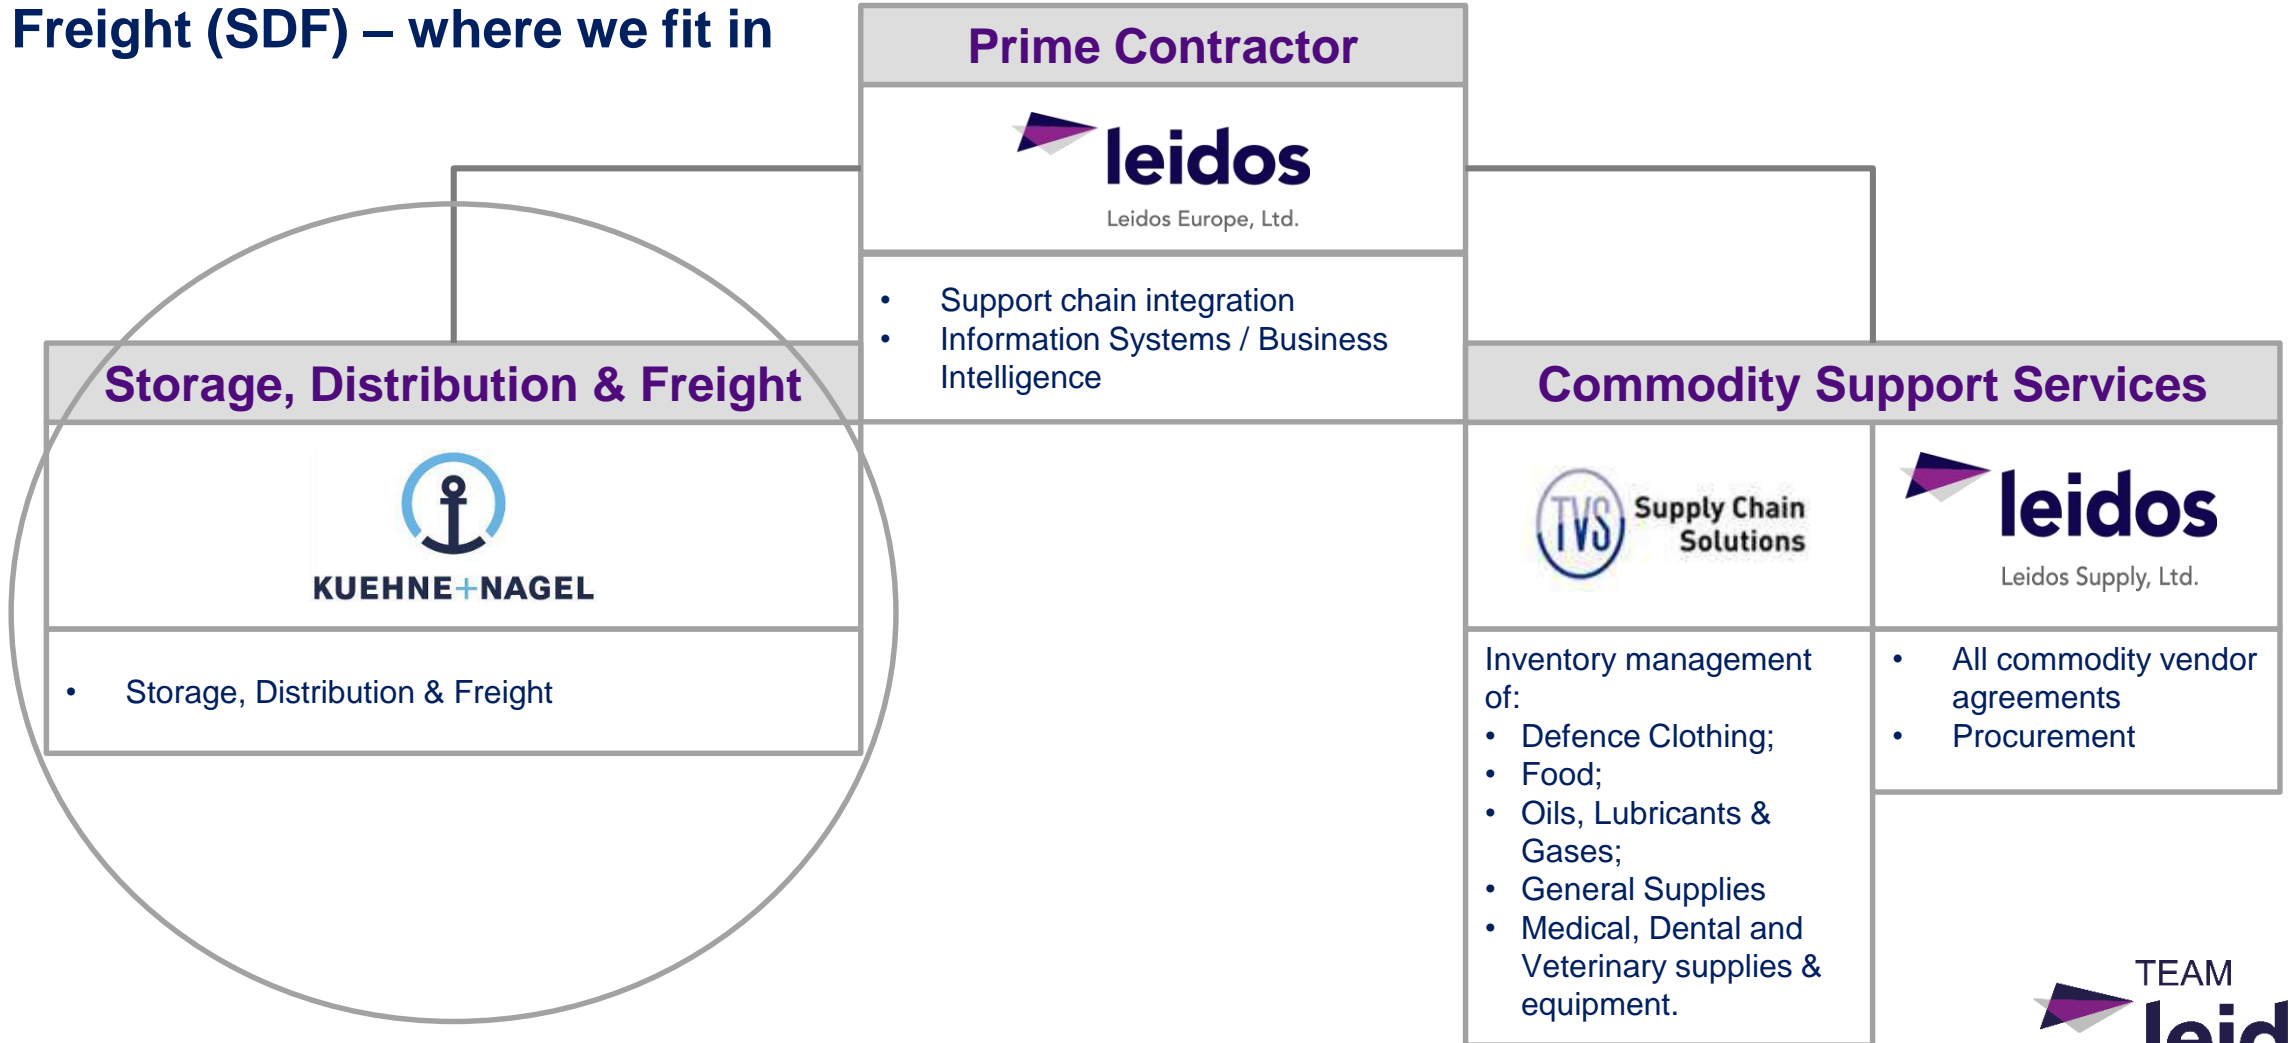 Freight (SDF) – where we fit in
Prime Contractor
leidos
Leidos Europe, Ltd.
• Support chain integration
• Information Systems / Business
Intelligence
Storage, Distribution & Freight
KUEHNE+NAGEL
• Storage, Distribution & Freight
Commodity Support Services
TVS
Supply Chain
Solutions
Inventory management
of:
• Defence Clothing;
• Food;
• Oils, Lubricants &
Gases;
• General Supplies
• Medical, Dental and
Veterinary supplies &
equipment.
leidos
Leidos Supply, Ltd.
• All commodity vendor
agreements
• Procurement
TEAM
leid